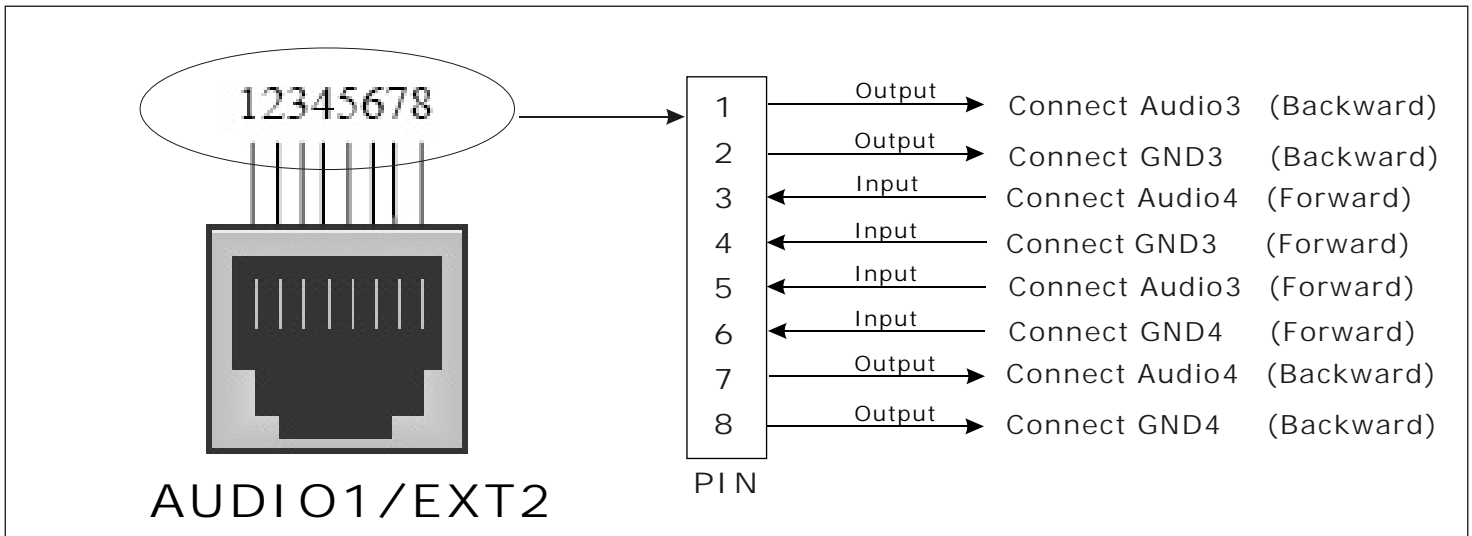 12345678
1 Output Connect Audio3 (Backward)
2 Output Connect GND3 (Backward)
3 Input Connect Audio4 (Forward)
4 Input Connect GND3 (Forward)
5 Input Connect Audio3 (Forward)
6 Input Connect GND4 (Forward)
7 Output Connect Audio4 (Backward)
8 Output Connect GND4 (Backward)
PIN
AUDIO1/EXT2